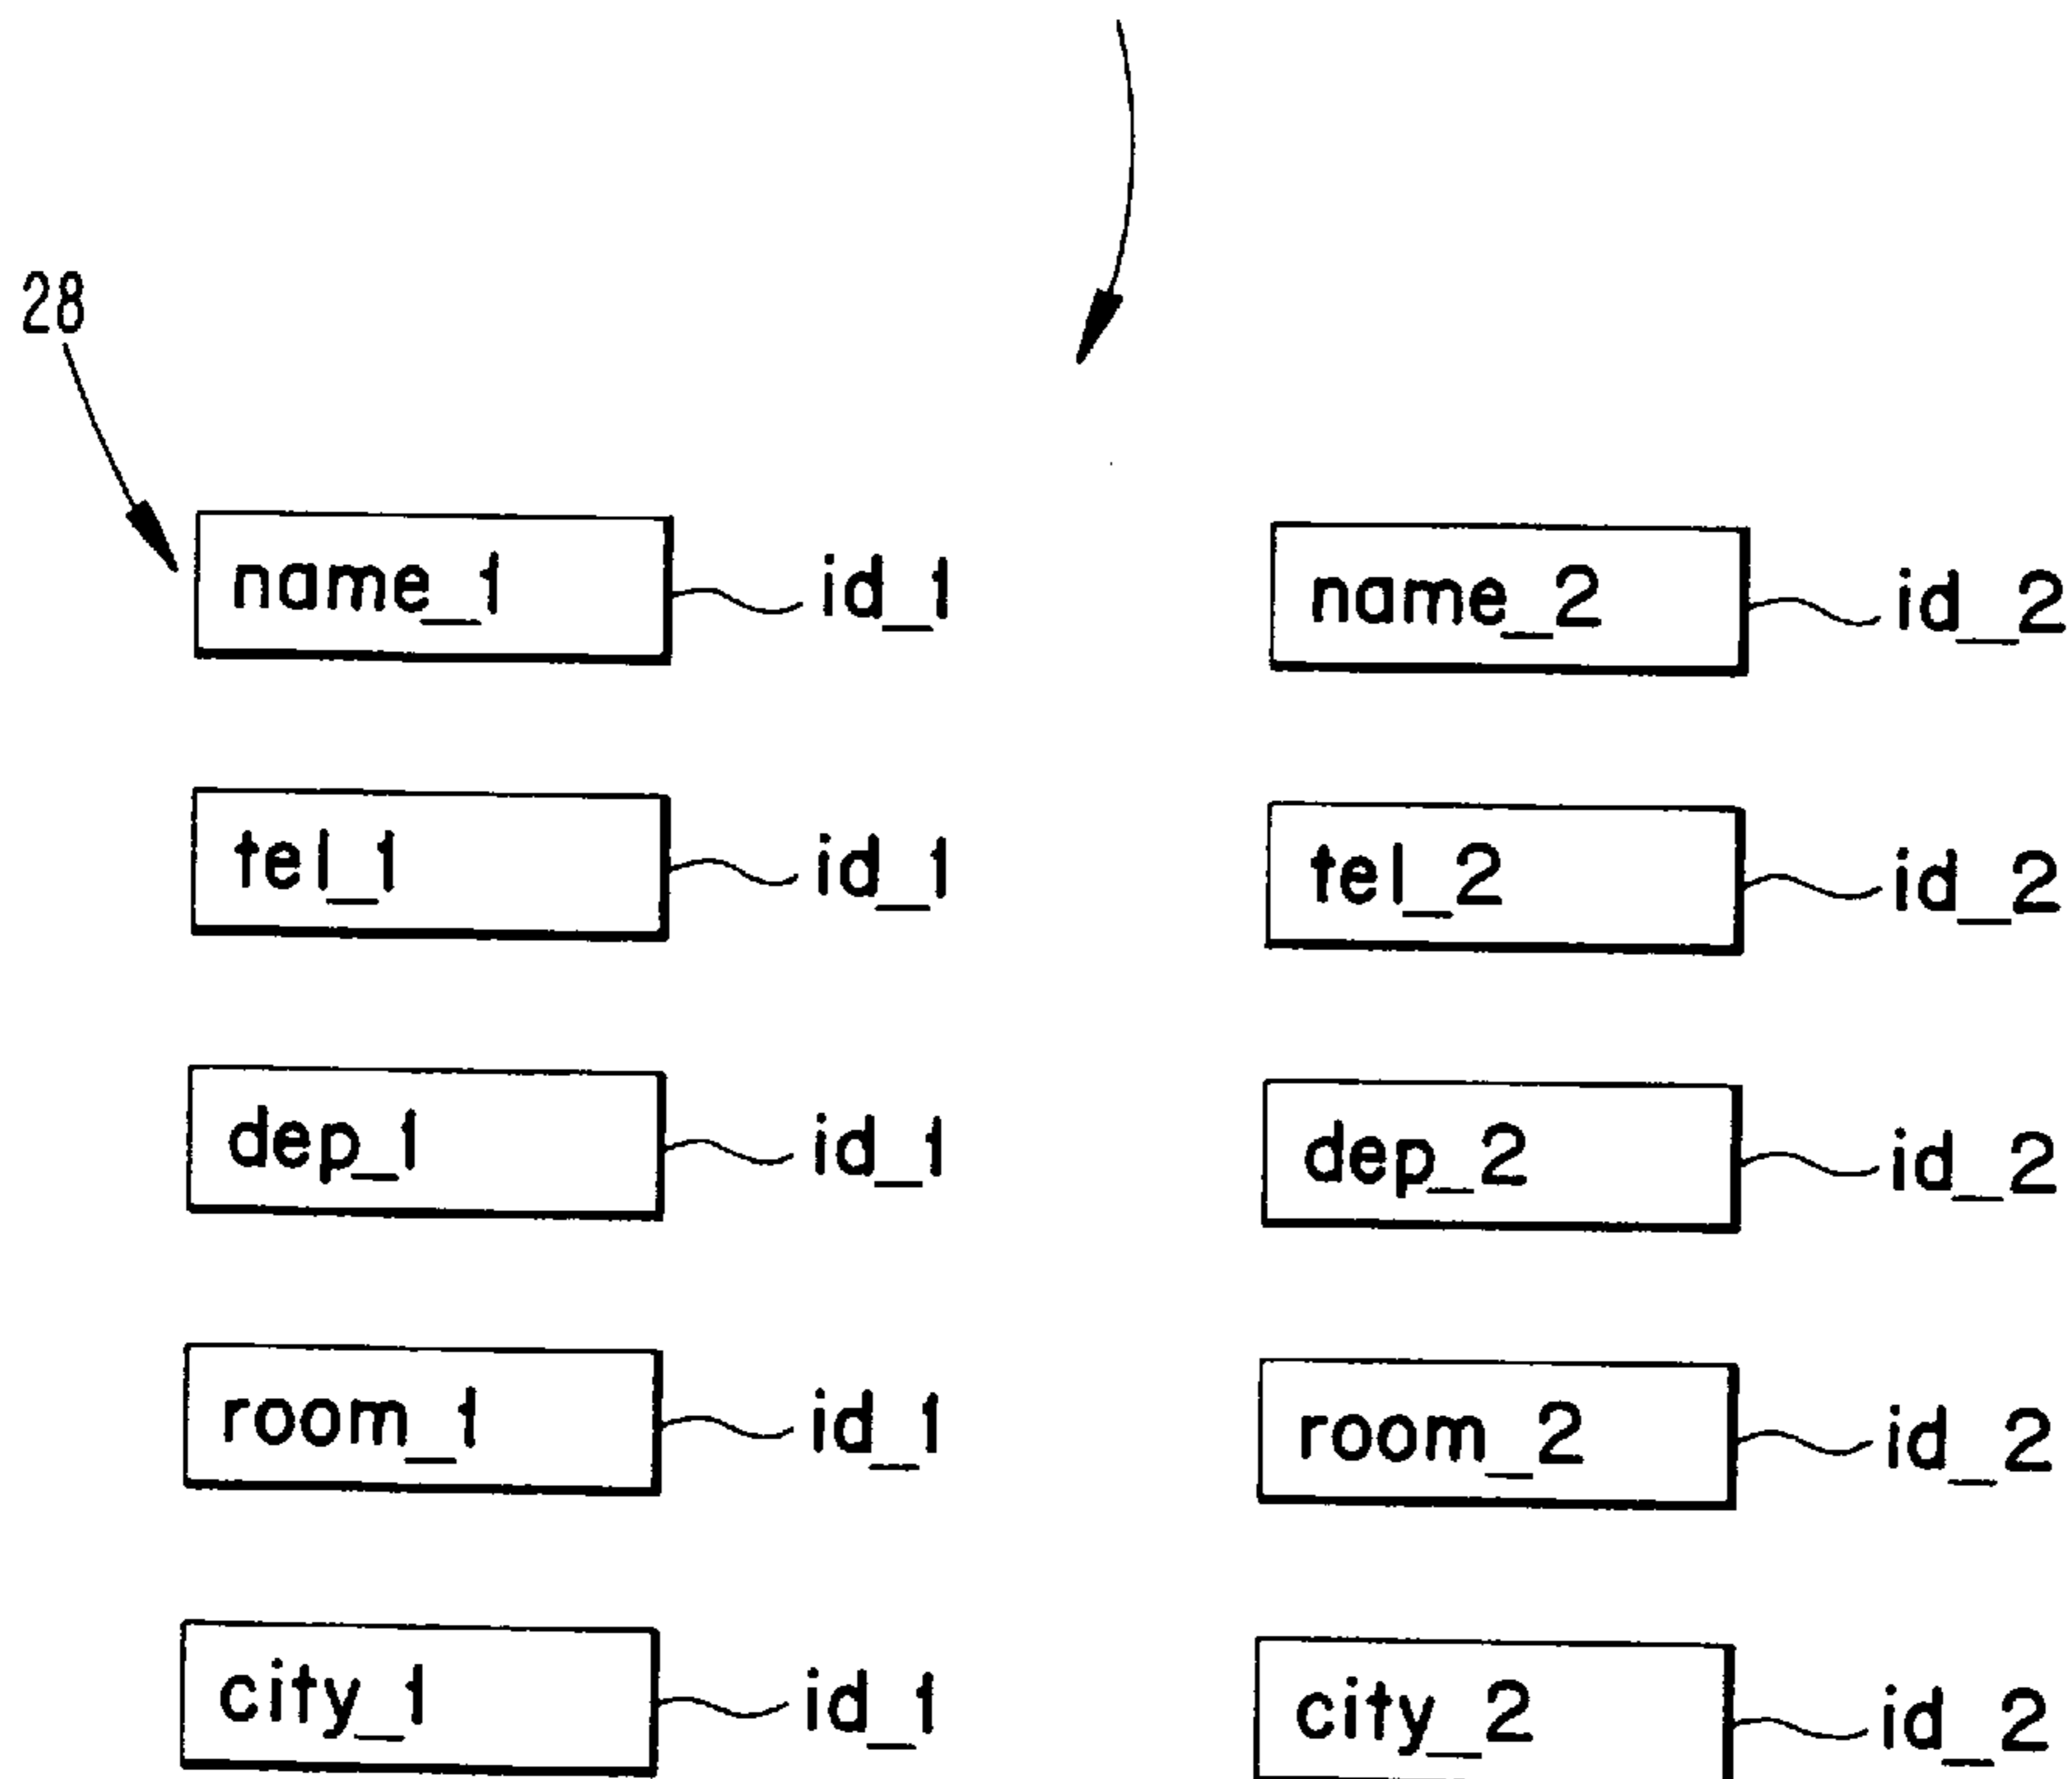 28
name_1 id_1 name_2 id_2
tel_1 id_1 tel_2 id_2
dep_1 id_1 dep_2 id_2
room_1 id_1 room_2 id_2
city_1 id_1 city_2 id_2